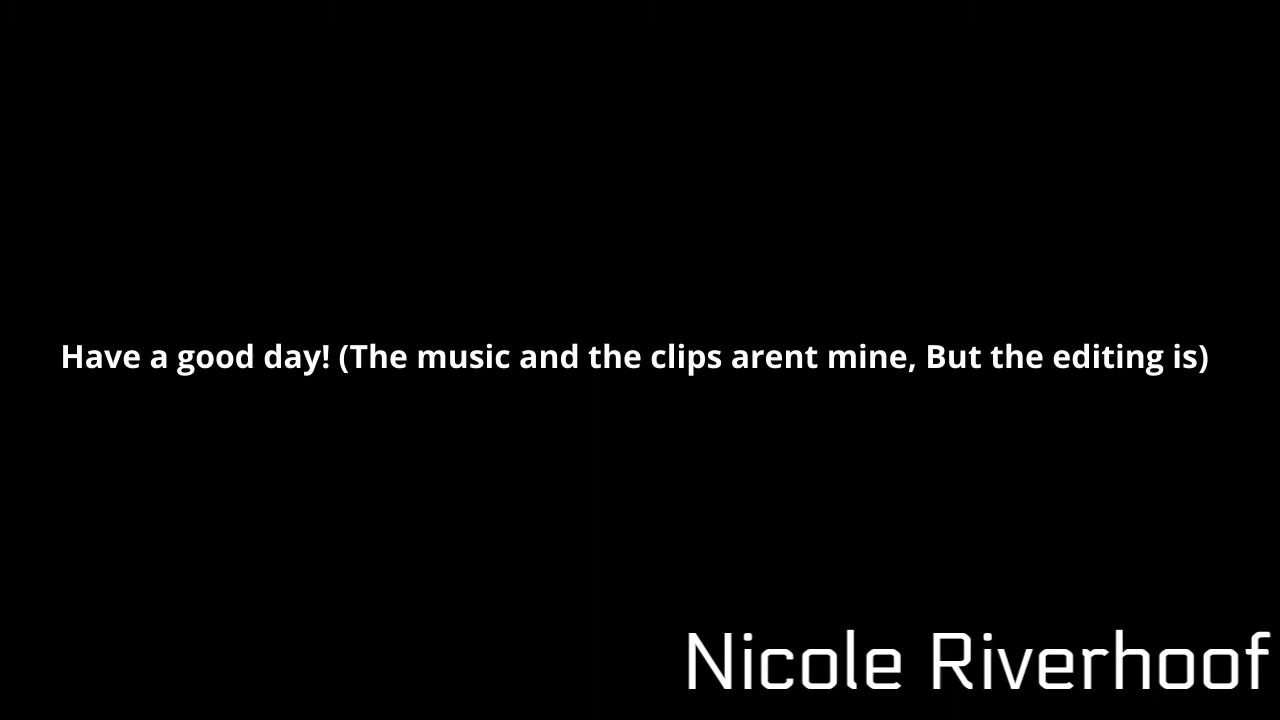 Have a good day! (The music and the clips arent mine, But the editing is)
Nicole Riverhoof